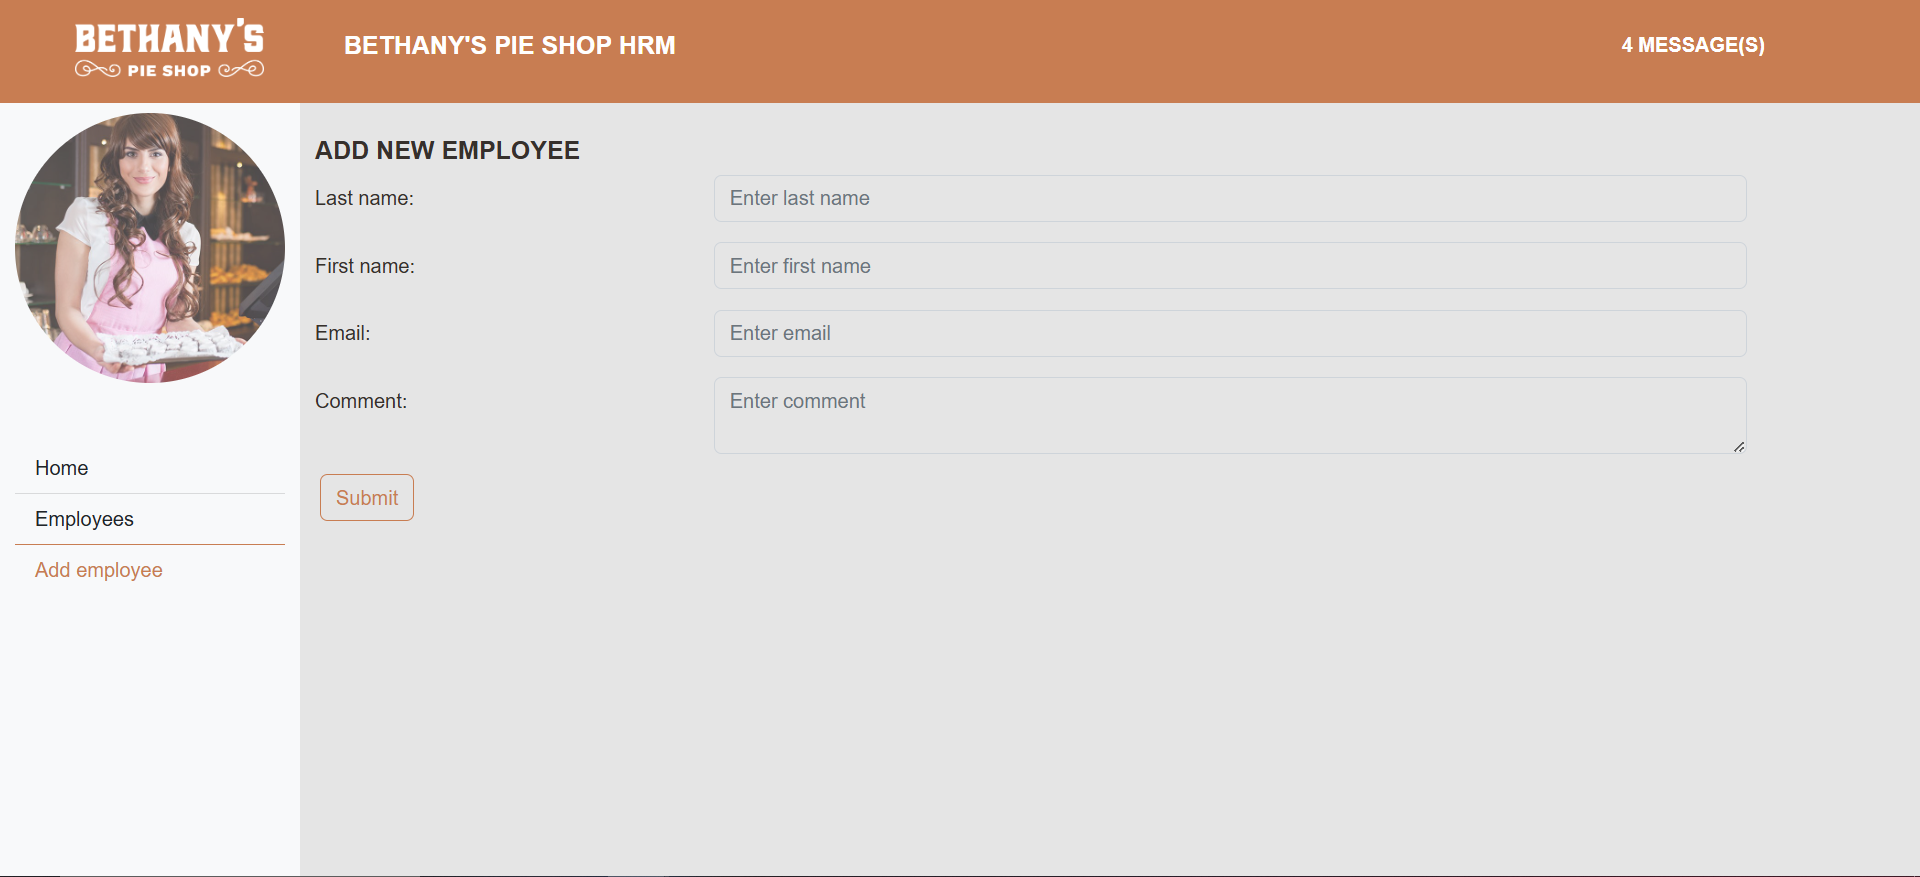 BETHANY'S
PIE SHOP
BETHANY'S PIE SHOP HRM
4 MESSAGE(S)
Home
Employees
Add employee
ADD NEW EMPLOYEE
Last name:
Enter last name
First name:
Enter first name
Email:
Enter email
Comment:
Enter comment
Submit